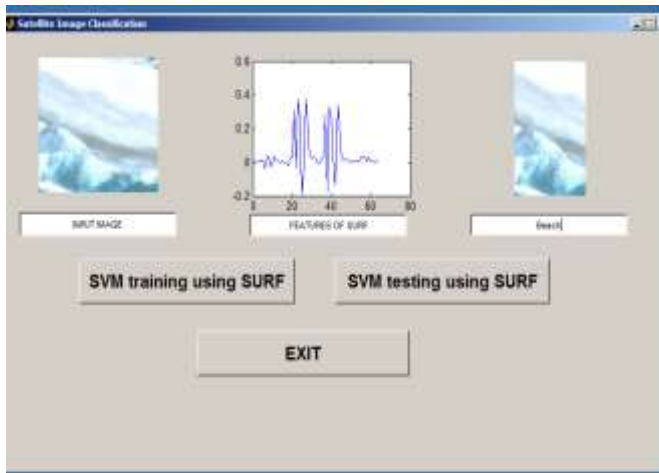 Satellite Image Classification
0.6
0.4
0.2
0
-0.2
0 20 40 60 80
INPUT IMAGE
FEATURES OF SURF
Beach
SVM training using SURF
SVM testing using SURF
EXIT